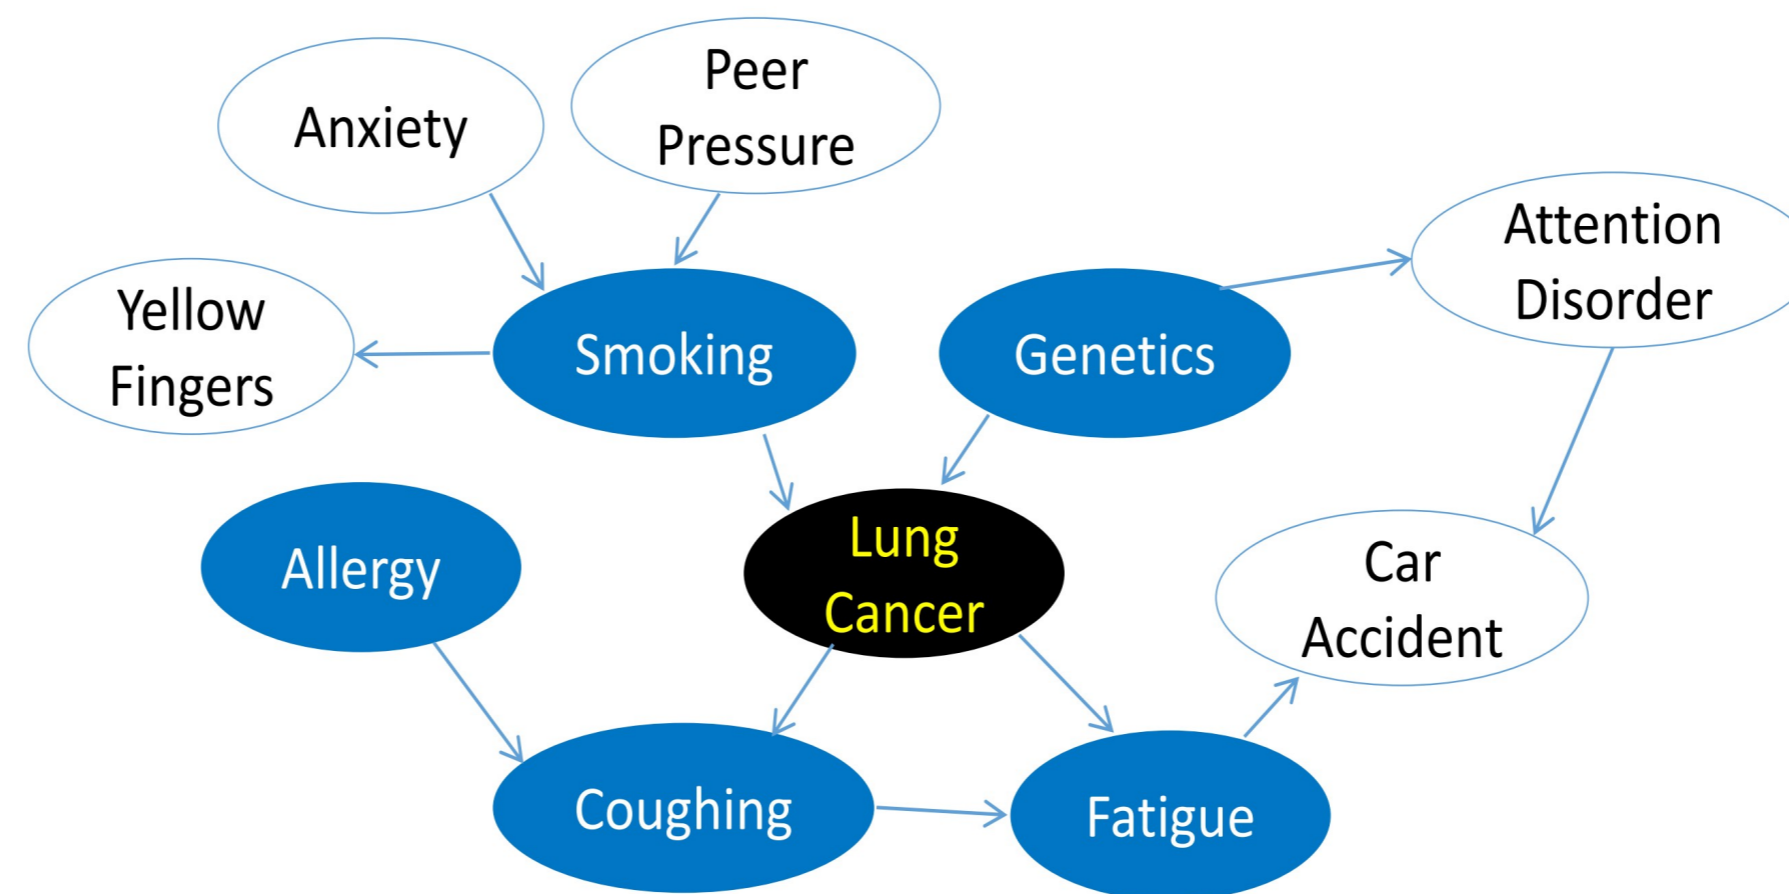 Peer
Pressure
Anxiety
Attention
Disorder
Yellow
Fingers
Smoking
Genetics
Lung
Cancer
Allergy
Car
Accident
Coughing
Fatigue